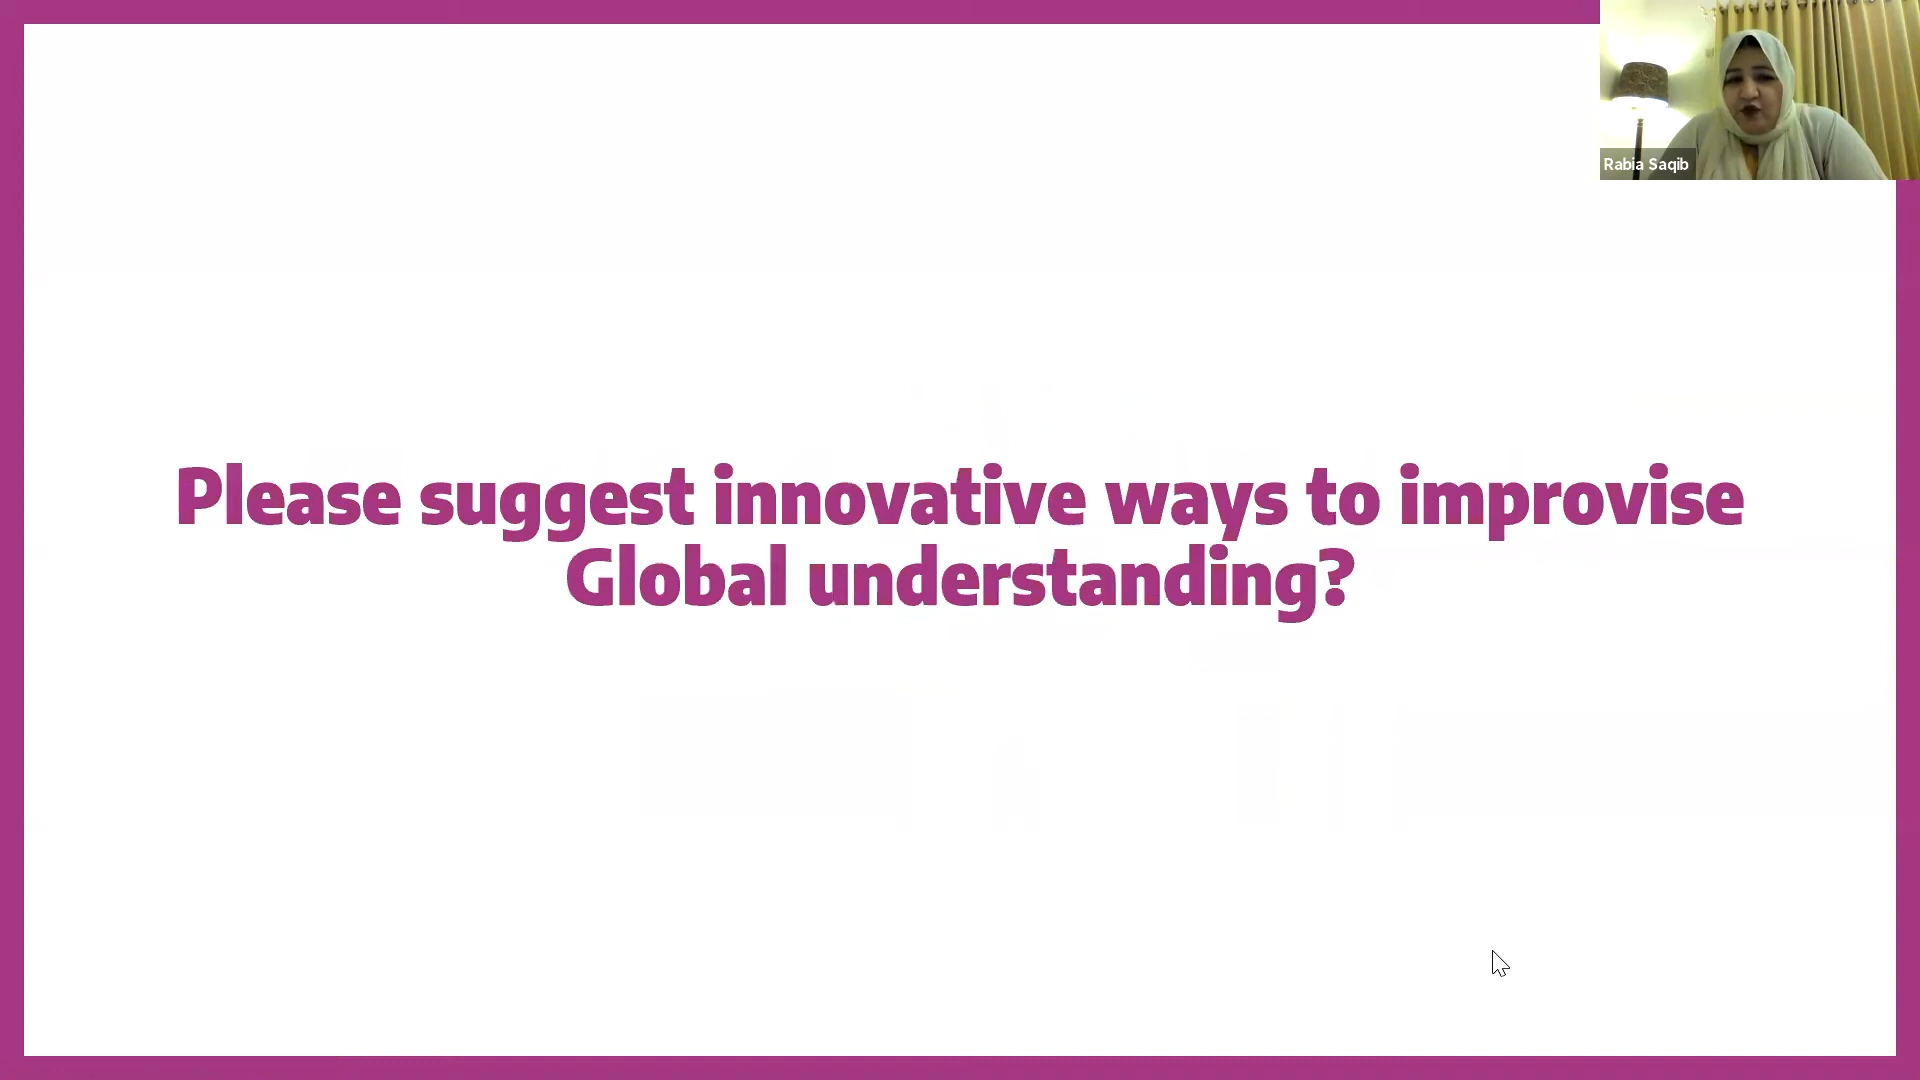 Rabia Saqib
Please suggest innovative ways to improvise
Global understanding?